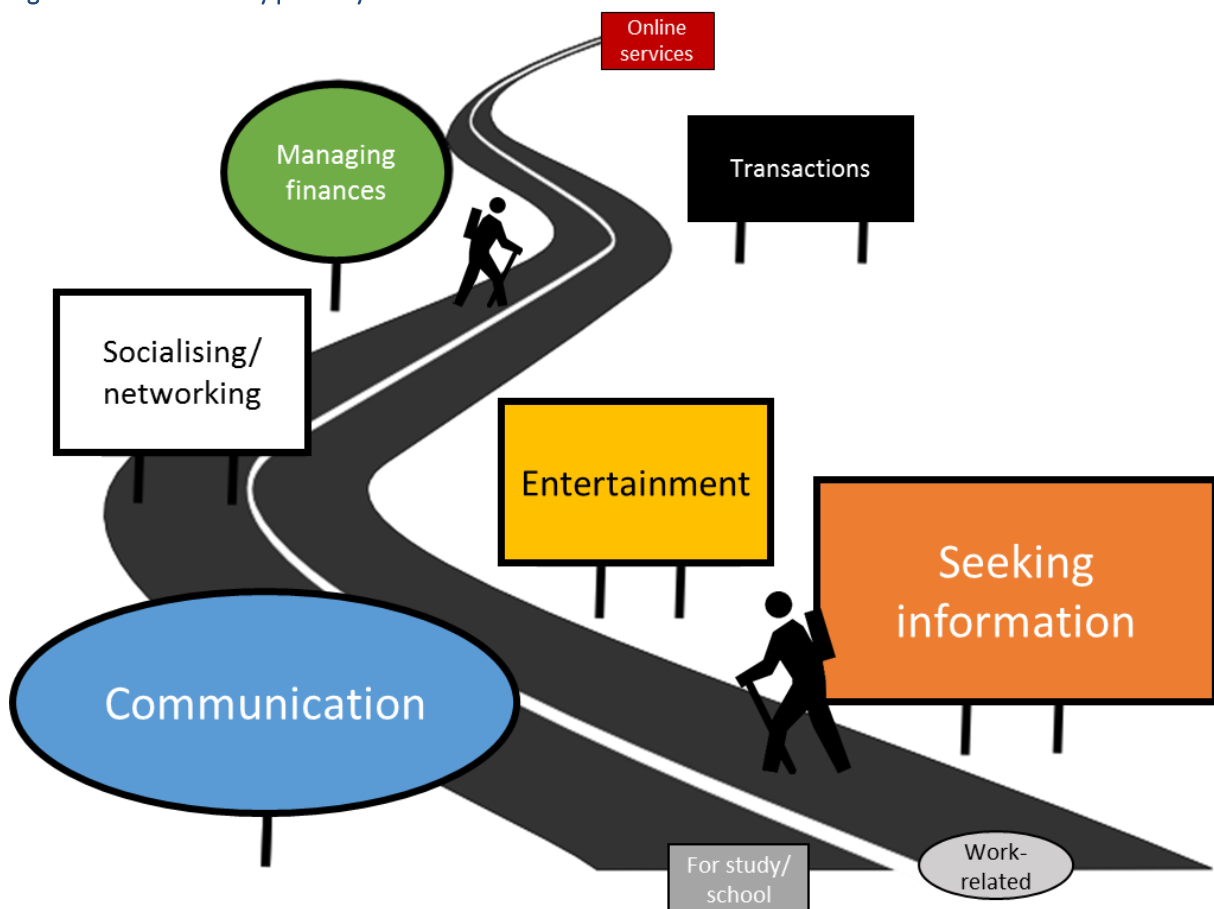 Online
services
Managing
finances
Transactions
Socialising/
networking
Entertainment
Seeking
information
Communication
For study/
school
Work-
related